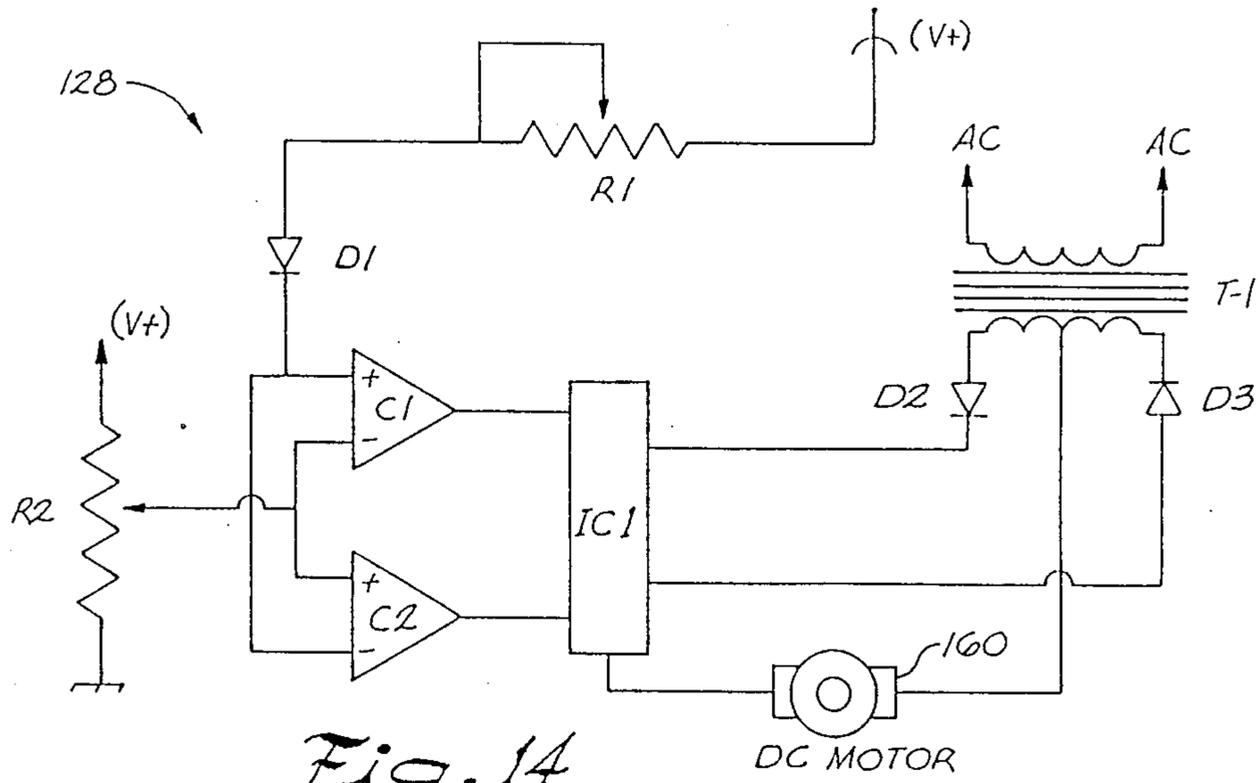 128
(V+)
R1
AC
AC
D1
T-1
(V+)
+
C1
-
D2
D3
R2
IC1
+
C2
-
160
DC MOTOR
Fig. 14